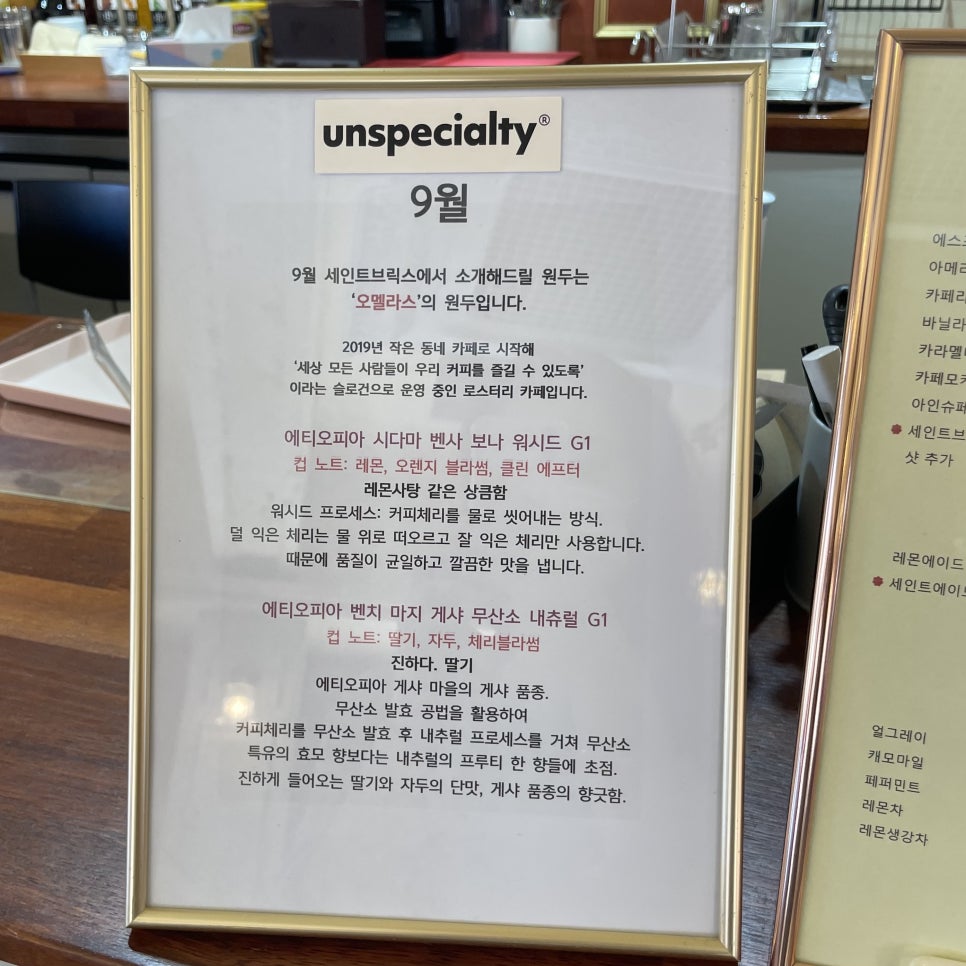 unspecialty®
9월
9월 세인트브릭스에서 소개해드릴 원두는
‘오멜라스’의 원두입니다.
2019년 작은 동네 카페로 시작해
‘세상 모든 사람들이 우리 커피를 즐길 수 있도록’
이라는 슬로건으로 운영 중인 로스터리 카페입니다.
에티오피아 시다마 벤사 보나 워시드 G1
컵 노트: 레몬, 오렌지 블라썸, 클린 에프터
레몬사탕 같은 상큼함
워시드 프로세스: 커피체리를 물로 씻어내는 방식.
덜 익은 체리는 물 위로 떠오르고 잘 익은 체리만 사용합니다.
때문에 품질이 균일하고 깔끔한 맛을 냅니다.
에티오피아 벤치 마지 게샤 무산소 내츄럴 G1
컵 노트: 딸기, 자두, 체리블라썸
진하다. 딸기
에티오피아 게샤 마을의 게샤 품종.
무산소 발효 공법을 활용하여
커피체리를 무산소 발효 후 내추럴 프로세스를 거쳐 무산소
특유의 효모 향보다는 내추럴의 프루티 한 향들에 초점.
진하게 들어오는 딸기와 자두의 단맛, 게샤 품종의 향긋함.
에스
아메리
카페라
바닐라
카라멜
카페모
아인슈페
세인트브
샷 추가
레몬에이드
세인트에이드
얼그레이
캐모마일
페퍼민트
레몬차
레몬생강차